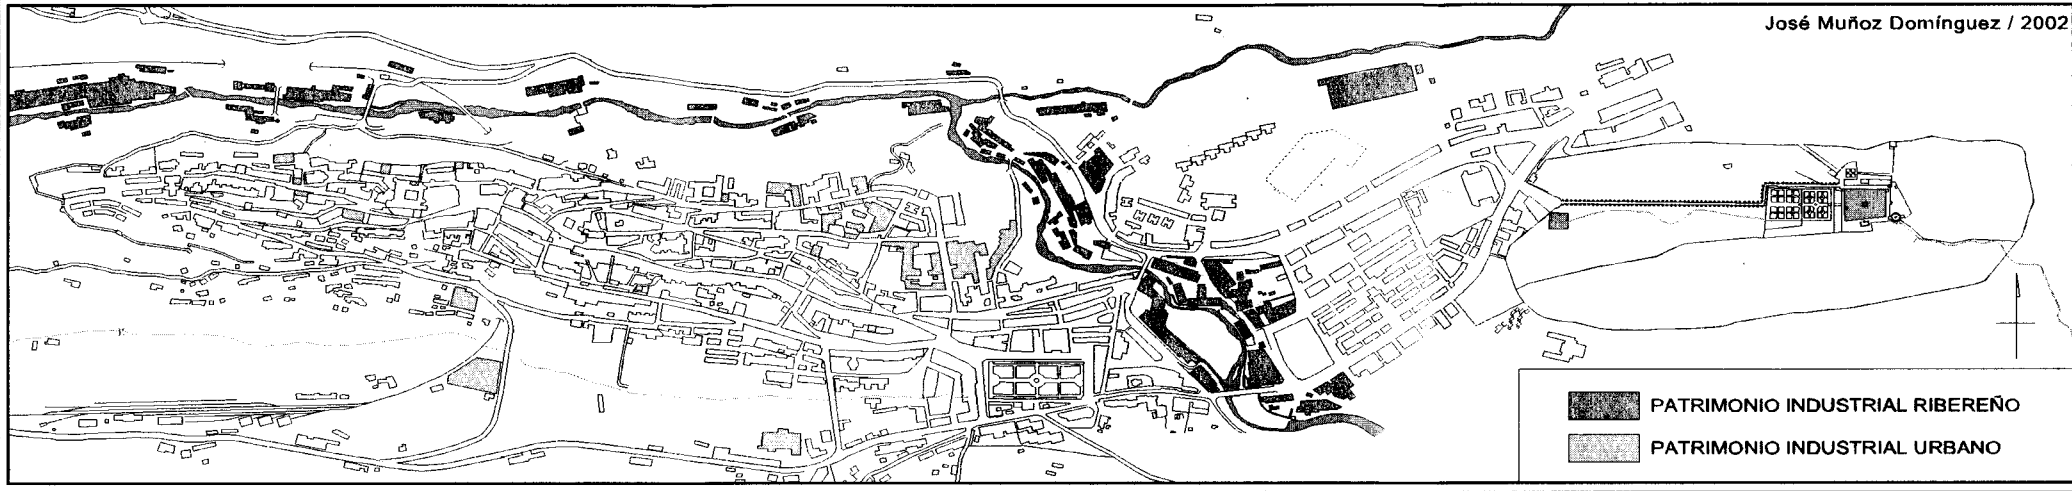 José Muñoz Domínguez / 2002
PATRIMONIO INDUSTRIAL RIBEREÑO
PATRIMONIO INDUSTRIAL URBANO